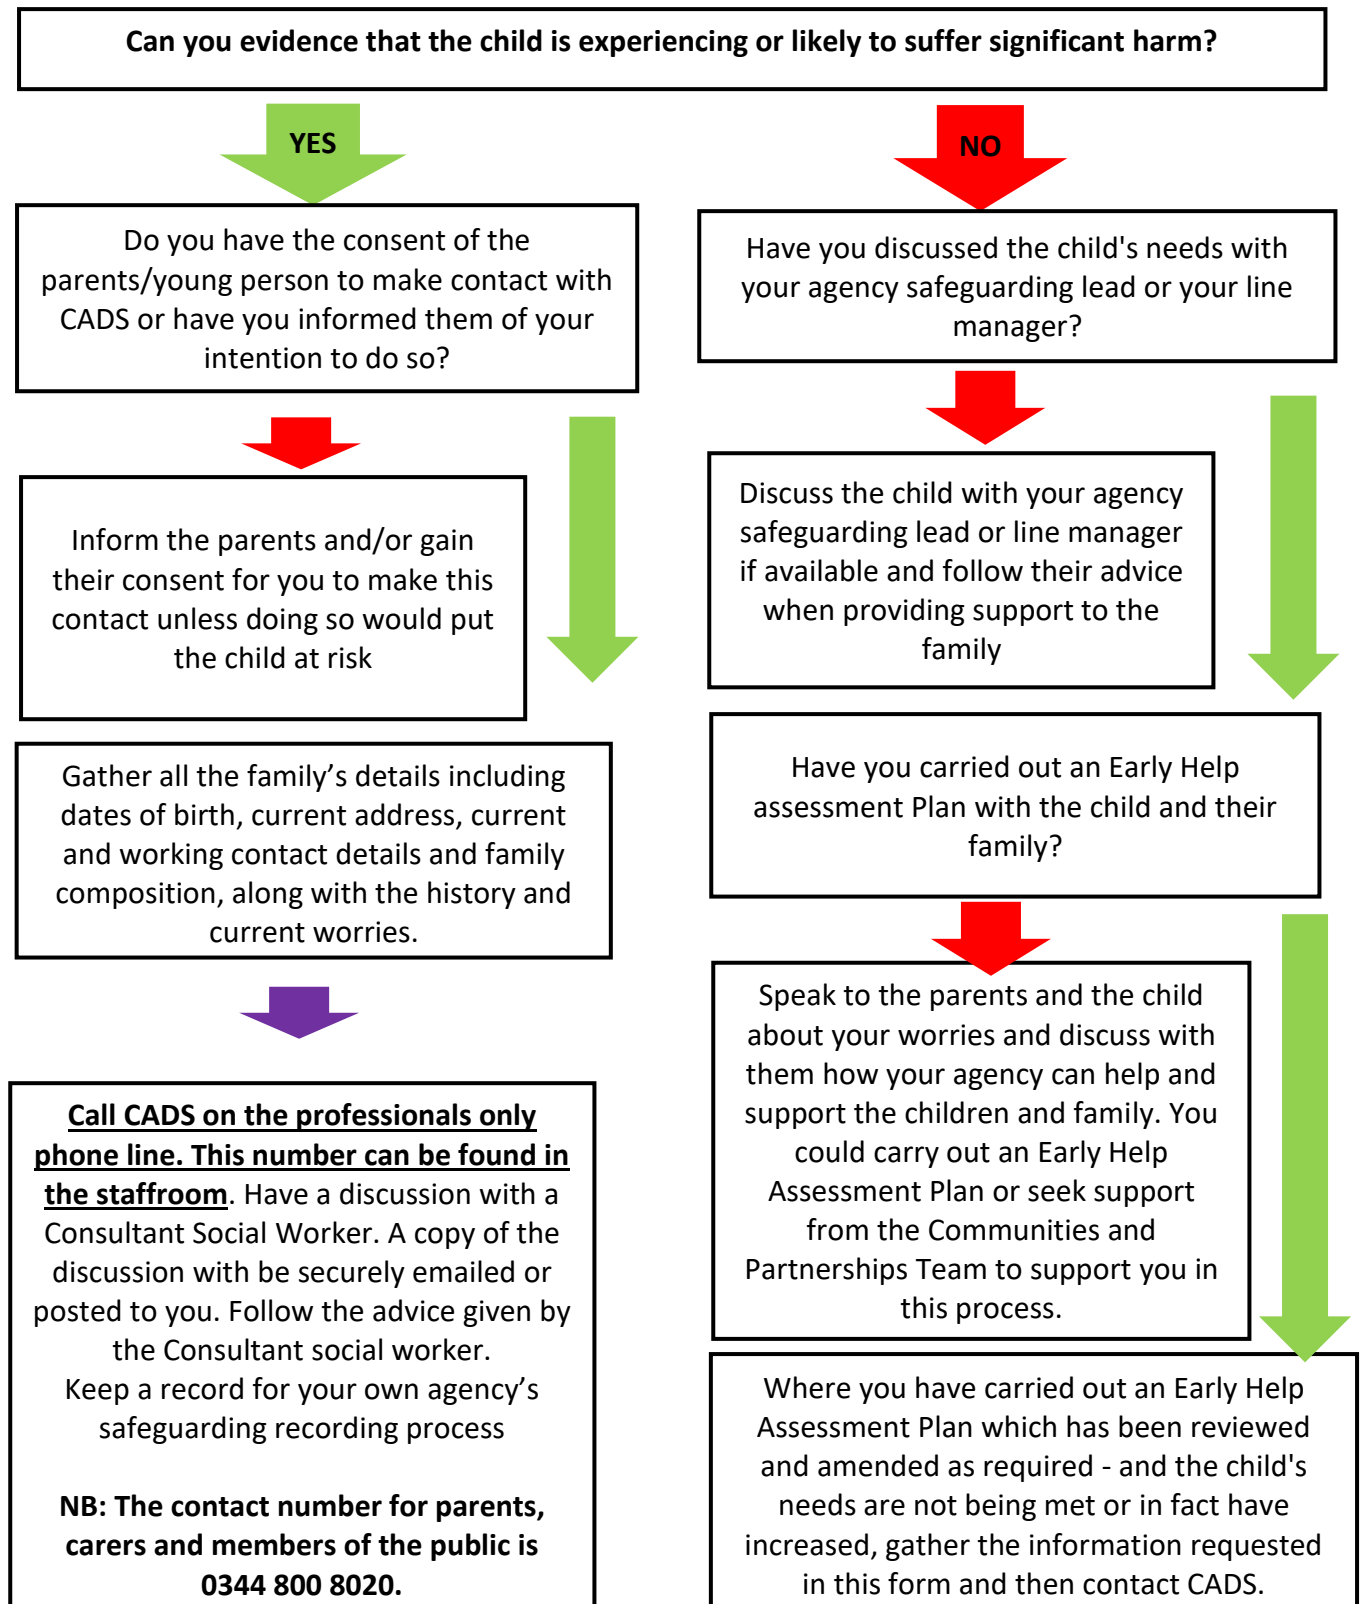 Can you evidence that the child is experiencing or likely to suffer significant harm?
YES
NO
Do you have the consent of the
parents/young person to make contact with
CADS or have you informed them of your
intention to do so?
Have you discussed the child's needs with
your agency safeguarding lead or your line
manager?
Inform the parents and/or gain
their consent for you to make this
contact unless doing so would put
the child at risk
Discuss the child with your agency
safeguarding lead or line manager
if available and follow their advice
when providing support to the
family
Gather all the family’s details including
dates of birth, current address, current
and working contact details and family
composition, along with the history and
current worries.
Have you carried out an Early Help
assessment Plan with the child and their
family?
Speak to the parents and the child
about your worries and discuss with
them how your agency can help and
support the children and family. You
could carry out an Early Help
Assessment Plan or seek support
from the Communities and
Partnerships Team to support you in
this process.
Call CADS on the professionals only
phone line. This number can be found in
the staffroom. Have a discussion with a
Consultant Social Worker. A copy of the
discussion with be securely emailed or
posted to you. Follow the advice given by
the Consultant social worker.
Keep a record for your own agency’s
safeguarding recording process
NB: The contact number for parents,
carers and members of the public is
0344 800 8020.
Where you have carried out an Early Help
Assessment Plan which has been reviewed
and amended as required - and the child's
needs are not being met or in fact have
increased, gather the information requested
in this form and then contact CADS.